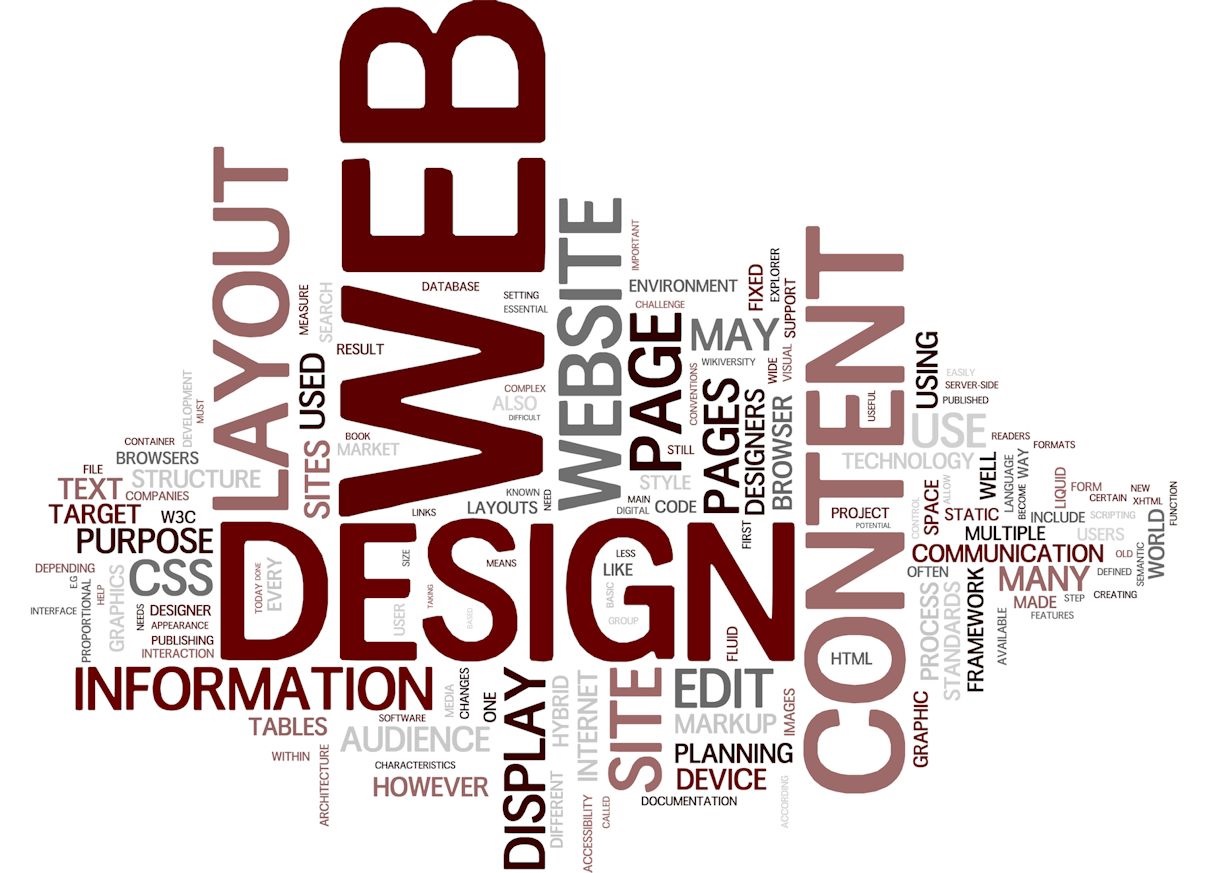 WEB
DESIGN
CONTENT
LAYOUT
WEBSITE
PAGE
PAGES
INFORMATION
DISPLAY
SITE
EDIT
MAY
CSS
USE
USED
USING
SITES
MEASURE
SEARCH
RESULT
DATABASE
SETTING
ESSENTIAL
IMPORTANT
ENVIRONMENT
CHALLENGE
FIXED
EXPLORER
SUPPORT
WIKIVERSITY
WIDE
VISUAL
CONVENTIONS
COMPLEX
ALSO
DIFFICULT
BOOK
MARKET
DESIGNERS
BROWSER
STILL
STYLE
KNOWN
NEED
LAYOUTS
LINKS
MAIN
DIGITAL
CODE
FIRST
USEFUL
EASILY
SERVER-SIDE
PUBLISHED
TECHNOLOGY
READERS
FORMATS
WELL
LANGUAGE
BECOME
WAY
LIQUID
FORM
CERTAIN
NEW
XHTML
FUNCTION
PROJECT
POTENTIAL
CONTROL
SPACE
ALLOW
STATIC
INCLUDE
SCRIPTING
MULTIPLE
USERS
WORLD
SEMANTIC
COMMUNICATION
OLD
OFTEN
MANY
DEFINED
PROCESS
STANDARDS
FRAMEWORK
MADE
STEP
CREATING
FEATURES
AVAILABLE
HTML
GRAPHIC
DEVELOPMENT
MUST
CONTAINER
BROWSERS
FILE
STRUCTURE
TEXT
COMPANIES
TARGET
W3C
PURPOSE
DEPENDING
E.G
HELP
GRAPHICS
INTERFACE
PROPORTIONAL
NEEDS
DESIGNER
APPEARANCE
PUBLISHING
INTERACTION
TODAY
DONE
EVERY
SIZE
USER
TAKING
BASED
MEANS
LESS
LIKE
BASIC
GROUP
FLUID
TABLES
SOFTWARE
MEDIA
CHANGES
ONE
AUDIENCE
WITHIN
ARCHITECTURE
CHARACTERISTICS
HOWEVER
HYBRID
INTERNET
DIFFERENT
ACCESSIBILITY
CALLED
MARKUP
IMAGES
PLANNING
DEVICE
DOCUMENTATION
ACCORDING